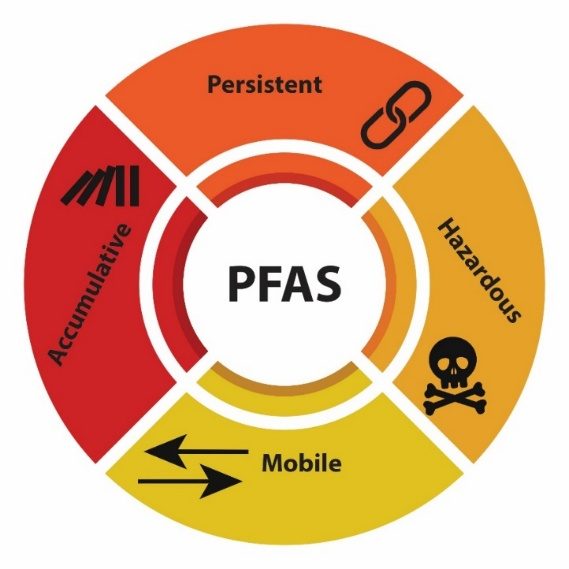 Persistent
Accumulative
PFAS
Hazardous
Mobile